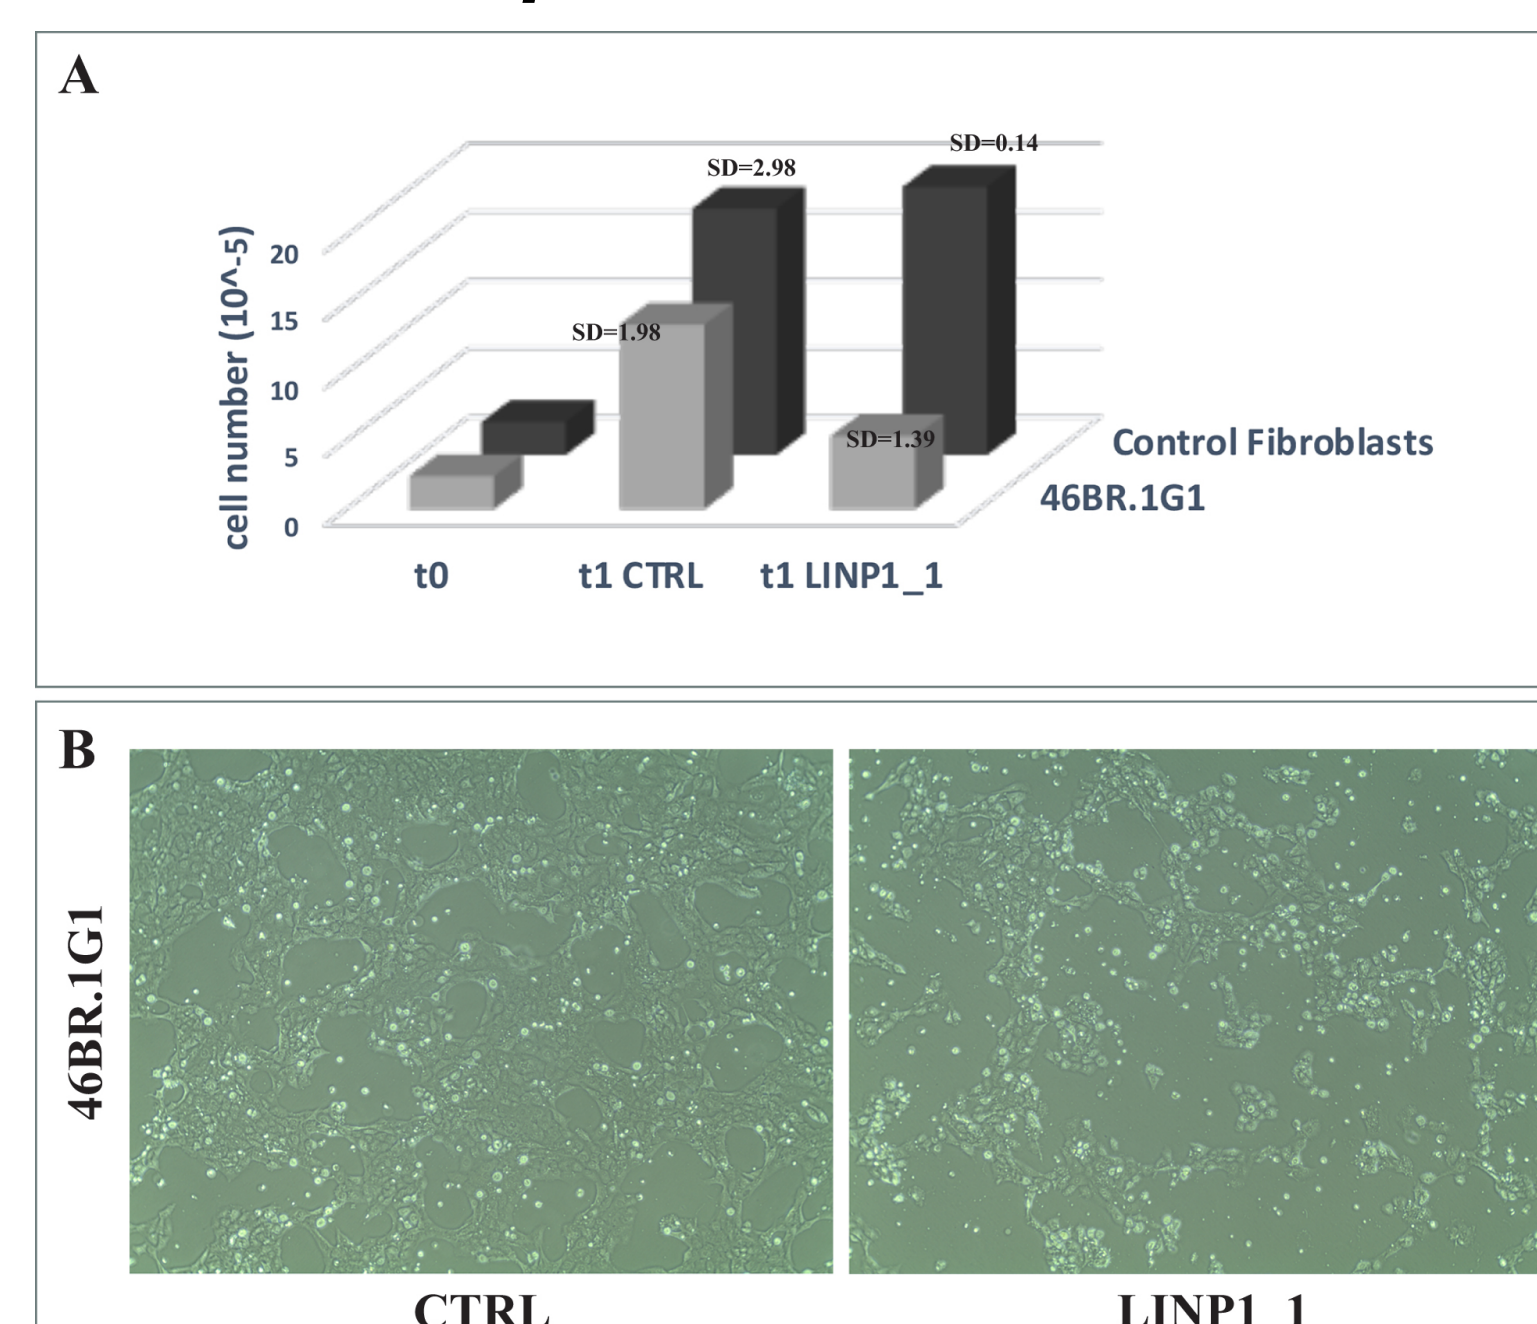 A
SD=0.14
SD=2.98
SD=1.98
SD=1.39
cell number (10^-5)
20
15
10
5
0
Control Fibroblasts
46BR.1G1
t0
t1 CTRL
t1 LINP1_1
B
46BR.1G1
CTRL
LINP1_1